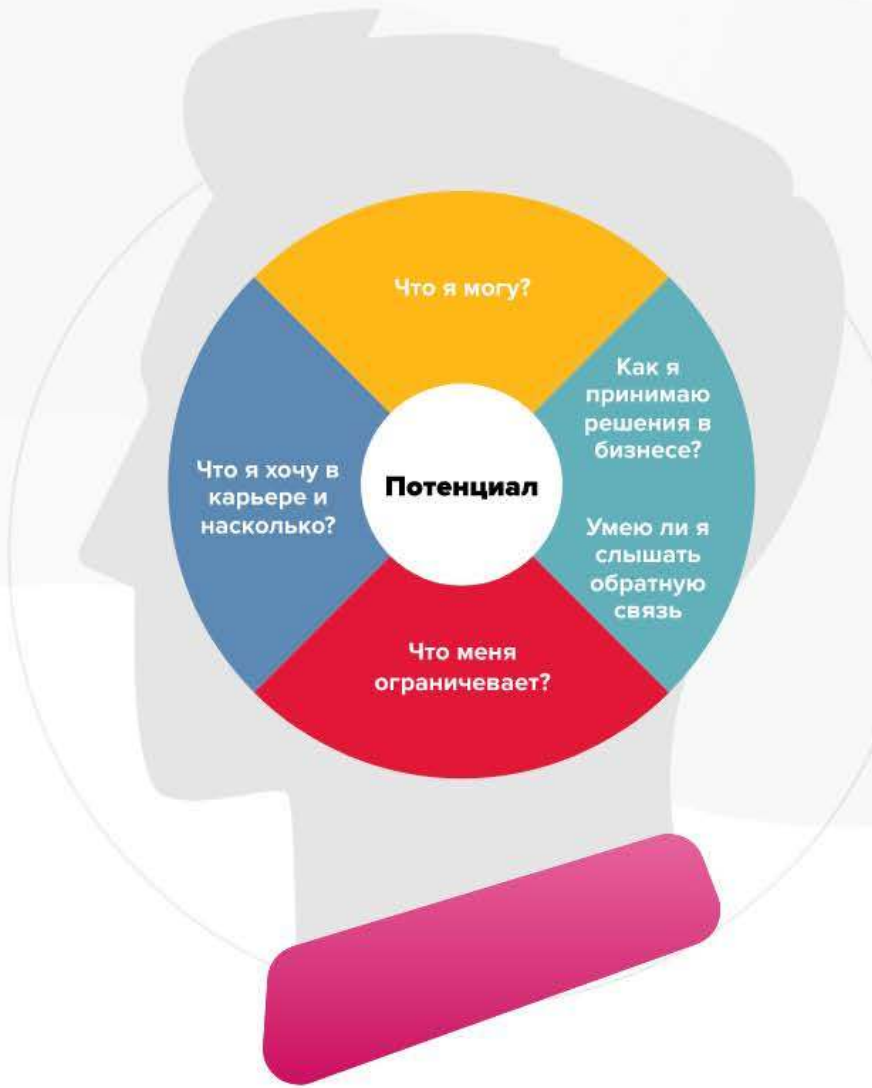 Что я могу?
Как я
принимаю
решения в
бизнесе?
Что я хочу в
карьере и
насколько?
Потенциал
Умею ли я
слышать
обратную
связь
Что меня
ограничевает?